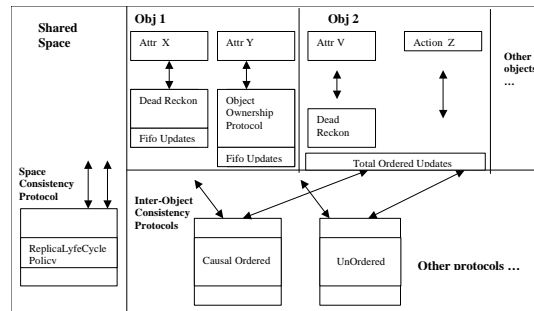 Shared
Space
Obj 1
Obj 2
Attr X
Attr Y
Attr V
Action Z
Other
objects
...
Dead Reckon
Fifo Updates
Object
Ownership
Protocol
Fifo Updates
Dead
Reckon
Total Ordered Updates
Space
Consistency
Protocol
Inter-Object
Consistency
Protocols
ReplicaLyfeCycle
Policy
Causal Ordered
UnOrdered
Other protocols ...